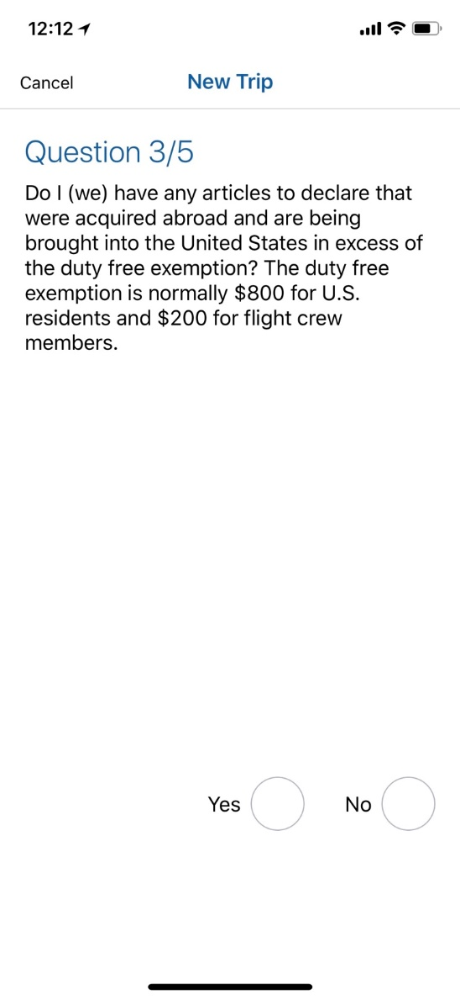 12:12
Cancel
New Trip
Question 3/5
Do I (we) have any articles to declare that
were acquired abroad and are being
brought into the United States in excess of
the duty free exemption? The duty free
exemption is normally $800 for U.S.
residents and $200 for flight crew
members.
Yes
No